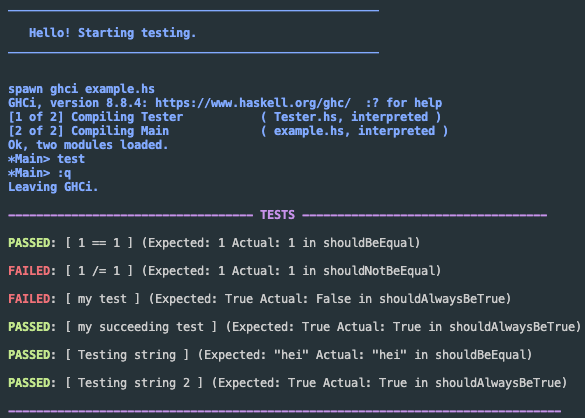 Hello! Starting testing.
spawn ghci example.hs
GHCi, version 8.8.4: https://www.haskell.org/ghc/  :? for help
[1 of 2] Compiling Tester           ( Tester.hs, interpreted )
[2 of 2] Compiling Main             ( example.hs, interpreted )
Ok, two modules loaded.
*Main> test
*Main> :q
Leaving GHCi.
TESTS
PASSED: [ 1 == 1 ] (Expected: 1 Actual: 1 in shouldBeEqual)
FAILED: [ 1 /= 1 ] (Expected: 1 Actual: 1 in shouldNotBeEqual)
FAILED: [ my test ] (Expected: True Actual: False in shouldAlwaysBeTrue)
PASSED: [ my succeeding test ] (Expected: True Actual: True in shouldAlwaysBeTrue)
PASSED: [ Testing string ] (Expected: "hei" Actual: "hei" in shouldBeEqual)
PASSED: [ Testing string 2 ] (Expected: True Actual: True in shouldAlwaysBeTrue)